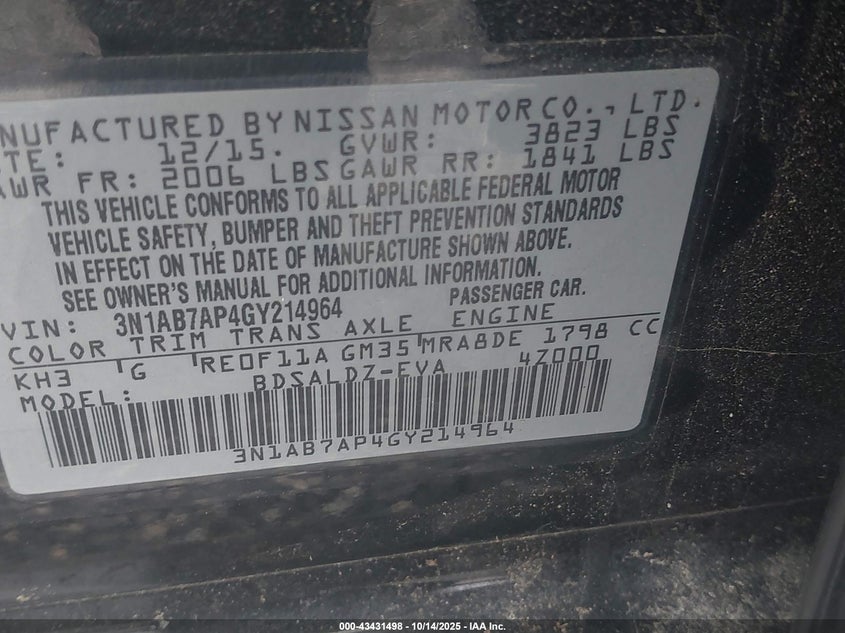 NUFACTURED BY NISSAN MOTOR CO., LTD.
TE: 12/15. GVWR: 3823 LBS
AWR FR: 2006 LBS GAWR RR: 1841 LBS
THIS VEHICLE CONFORMS TO ALL APPLICABLE FEDERAL MOTOR
VEHICLE SAFETY, BUMPER AND THEFT PREVENTION STANDARDS
IN EFFECT ON THE DATE OF MANUFACTURE SHOWN ABOVE.
SEE OWNER'S MANUAL FOR ADDITIONAL INFORMATION.
VIN: 3N1AB7AP4GY214964 PASSENGER CAR.
COLOR TRIM TRANS AXLE ENGINE
KH3 G RE0F11A GM35 MRA8DE 1798 CC
MODEL: BDSALDZ-EVA 4Z000
3N1AB7AP4GY214964
000-43431498 - 10/14/2025 - IAA Inc.